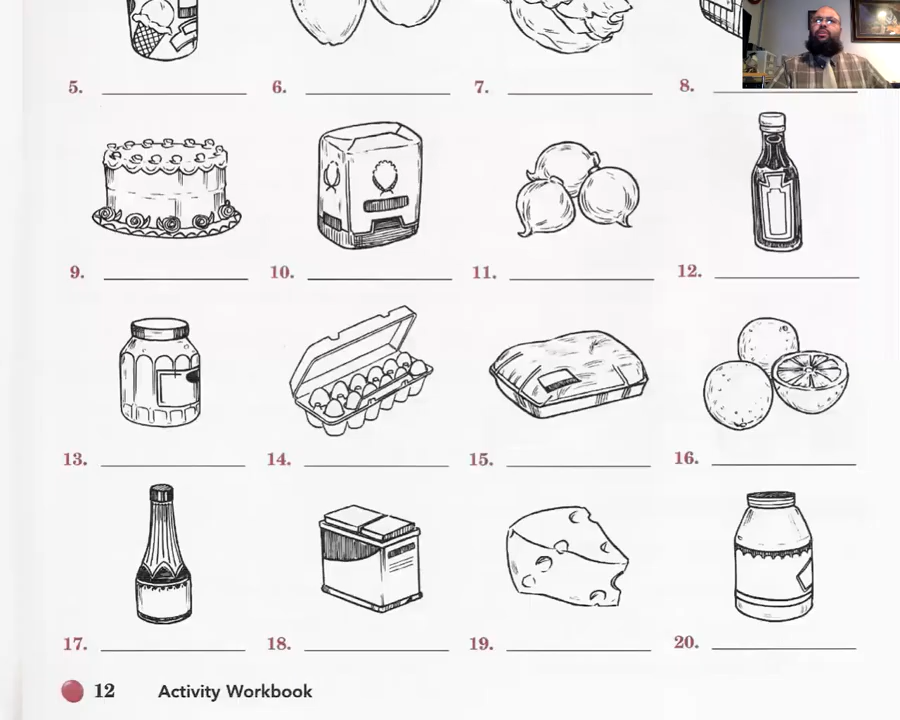 5. 6. 7. 8.
9. 10. 11. 12.
13. 14. 15. 16.
17. 18. 19. 20.
12 Activity Workbook